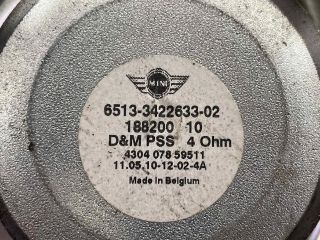 MINI
6513-3422633-02
188200 10
D&M PSS 4 Ohm
4304 078 59511
11.05.10-12-02-4A
Made in Belgium